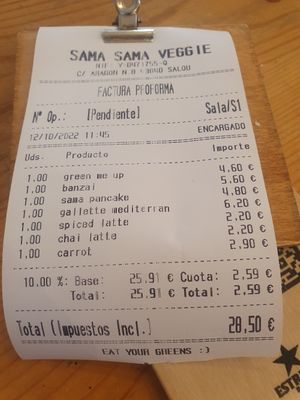 SAMA SAMA VEGGIE
NIF Y-8471755-Q
C/ ARAGON N.8 43840 SALOU
FACTURA PROFORMA
Nº Op.: [Pendiente] Sala/S1
12/10/2022 11:45 ENCARGADO
Uds. Producto Importe
1.00 green me up 4.60 €
1.00 banzai 5.60 €
1.00 sama pancake 4.80 €
1.00 gallette mediterran 6.20 €
1.00 spiced latte 2.20 €
1.00 chai latte 2.20 €
1.00 carrot 2.90 €
10.00 %: Base: 25.91 € Cuota: 2.59 €
Total: 25.91 € Total: 2.59 €
Total (Impuestos Incl.) 28,50 €
EAT YOUR GREENS :)